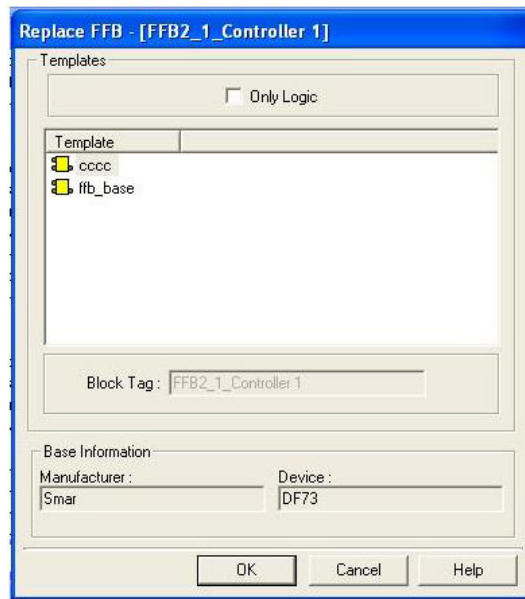 Replace FFB - [FFB2_1_Controller 1]
Templates
Only Logic
Template
cccc
ffb_base
Block Tag : FFB2_1_Controller 1
Base Information
Manufacturer : Device :
Smar DF73
OK Cancel Help